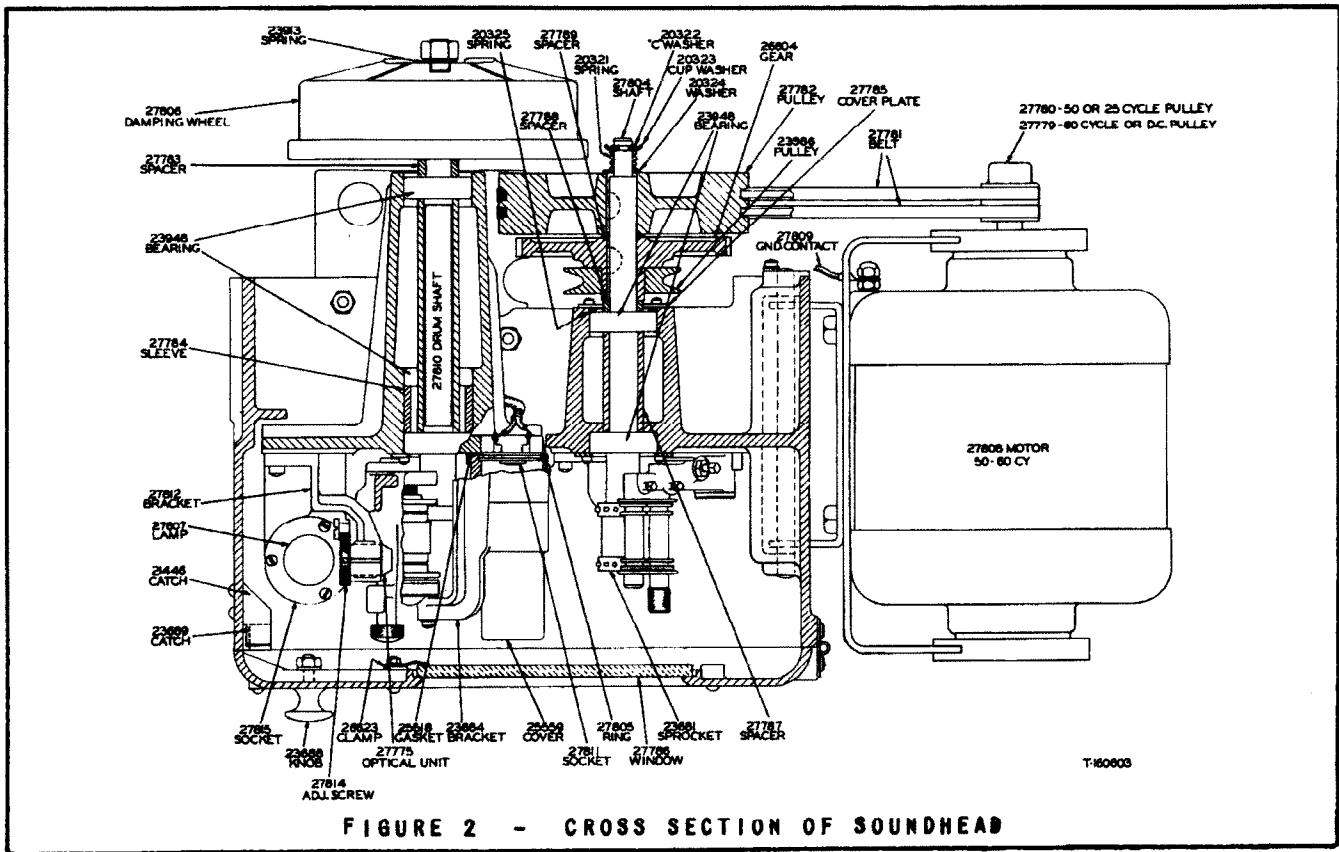 23913
SPRING
20325
SPRING
27789
SPACER
20322
"C"WASHER
20321
SPRING
20323
CUP WASHER
27804
SHAFT
20324
WASHER
26604
GEAR
27806
DAMPING WHEEL
27788
SPACER
23948
BEARING
27782
PULLEY
27785
COVER PLATE
27780-50 OR 25 CYCLE PULLEY
27779-60 CYCLE OR D.C. PULLEY
27781
BELT
23986
PULLEY
27783
SPACER
23948
BEARING
27809
GND.CONTACT
27784
SLEEVE
27810 DRUM SHAFT
27808 MOTOR
50-60 CY
27812
BRACKET
27807
LAMP
21446
CATCH
23689
CATCH
27815
SOCKET
23688
KNOB
27814
ADJ. SCREW
26623
CLAMP
27775
OPTICAL UNIT
25618
GASKET
23684
BRACKET
25559
COVER
27811
SOCKET
27805
RING
27786
WINDOW
23681
SPROCKET
27787
SPACER
T-160603
FIGURE 2 - CROSS SECTION OF SOUNDHEAD